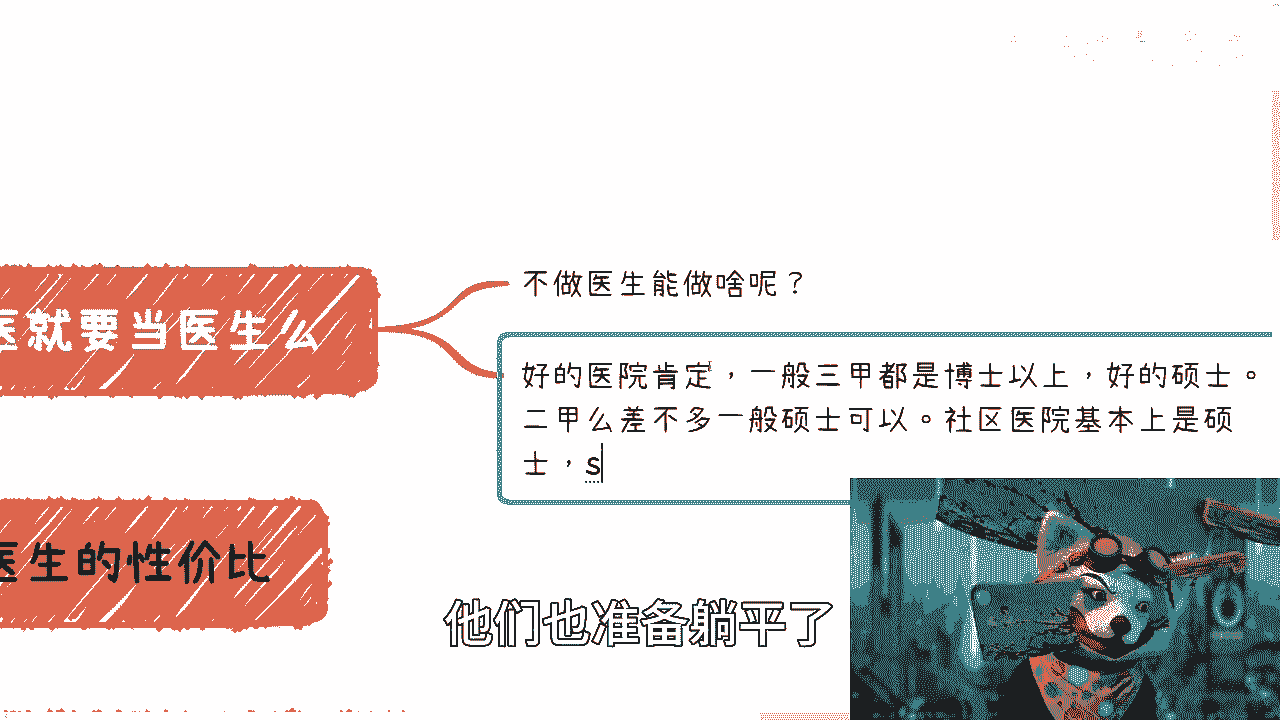 不做医生能做啥呢？
医就要当医生么
好的医院肯定，一般三甲都是博士以上，好的硕士。
二甲么差不多一般硕士可以。社区医院基本上是硕
士，s
医生的性价比
他们也准备躺平了